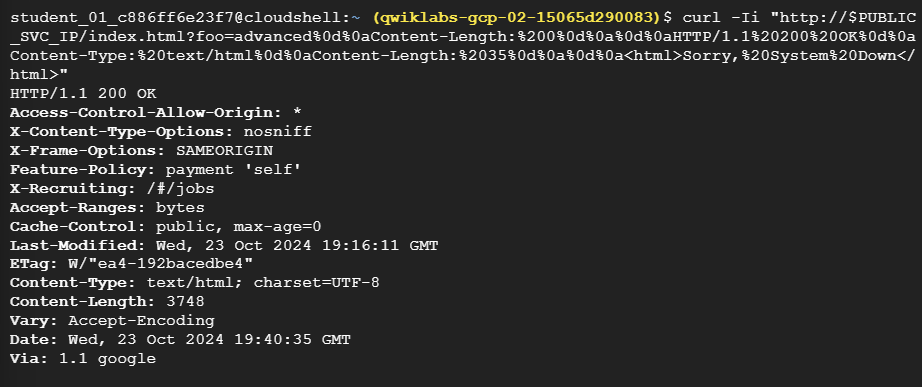 student_01_c886ff6e23f7@cloudshell:~ (qwiklabs-gcp-02-15065d290083)$ curl -Ii "http://$PUBLIC
_SVC_IP/index.html?foo=advanced%0d%0aContent-Length:%200%0d%0a%0d%0aHTTP/1.1%20200%20OK%0d%0a
Content-Type:%20text/html%0d%0aContent-Length:%2035%0d%0a%0d%0a<html>Sorry,%20System%20Down</
html>"
HTTP/1.1 200 OK
Access-Control-Allow-Origin: *
X-Content-Type-Options: nosniff
X-Frame-Options: SAMEORIGIN
Feature-Policy: payment 'self'
X-Recruiting: /#/jobs
Accept-Ranges: bytes
Cache-Control: public, max-age=0
Last-Modified: Wed, 23 Oct 2024 19:16:11 GMT
ETag: W/"ea4-192bacedbe4"
Content-Type: text/html; charset=UTF-8
Content-Length: 3748
Vary: Accept-Encoding
Date: Wed, 23 Oct 2024 19:40:35 GMT
Via: 1.1 google